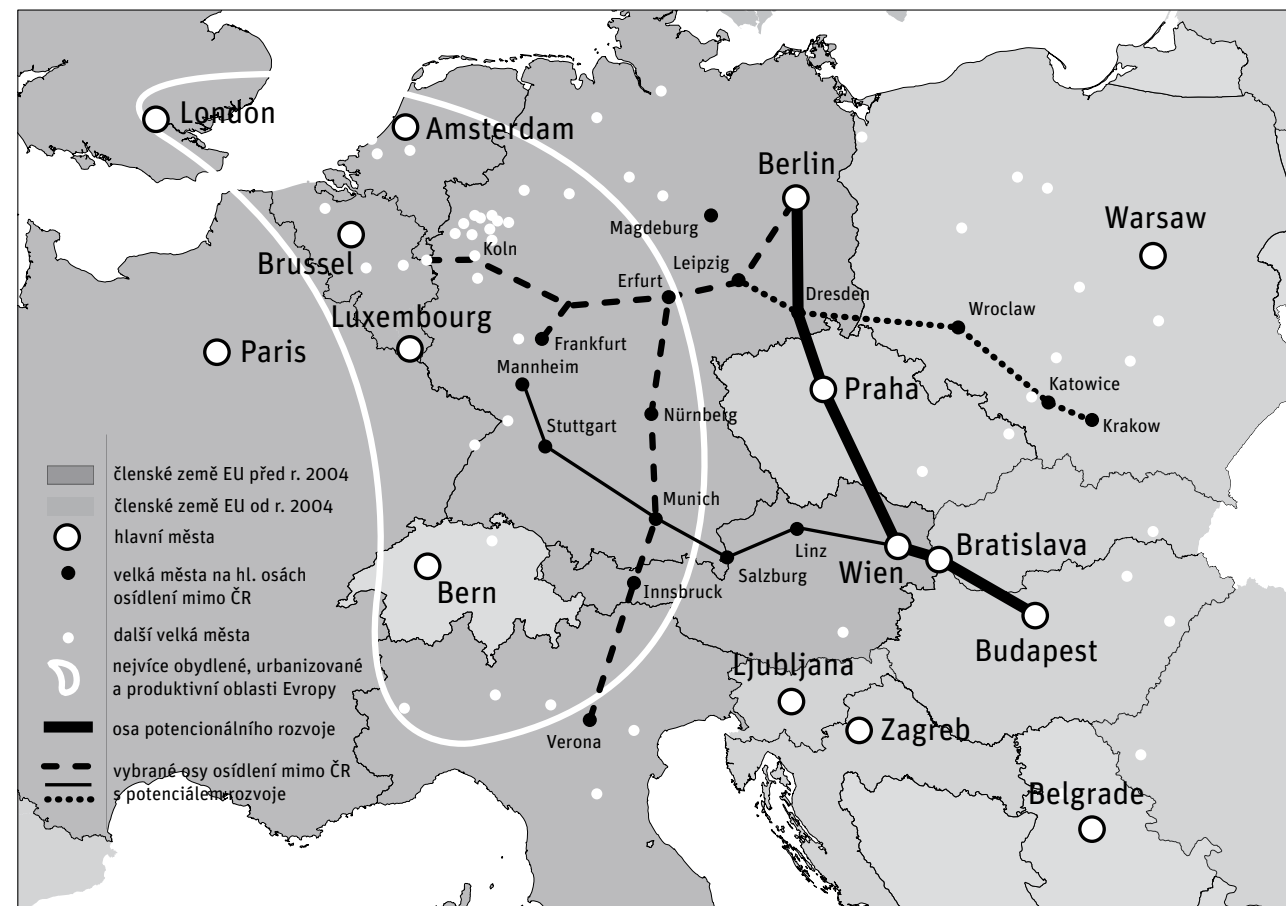 London
Amsterdam
Berlin
Magdeburg
Warsaw
Brussel
Koln
Leipzig
Erfurt
Dresden
Luxembourg
Wroclaw
Paris
Frankfurt
Mannheim
Praha
Katowice
Nürnberg
Krakow
Stuttgart
členské země EU před r. 2004
členské země EU od r. 2004
hlavní města
velká města na hl. osách
osídlení mimo ČR
další velká města
nejvíce obydlené, urbanizované
a produktivní oblasti Evropy
osa potencionálního rozvoje
vybrané osy osídlení mimo ČR
s potenciálem rozvoje
Munich
Linz
Wien
Bratislava
Salzburg
Bern
Innsbruck
Budapest
Ljubljana
Zagreb
Verona
Belgrade